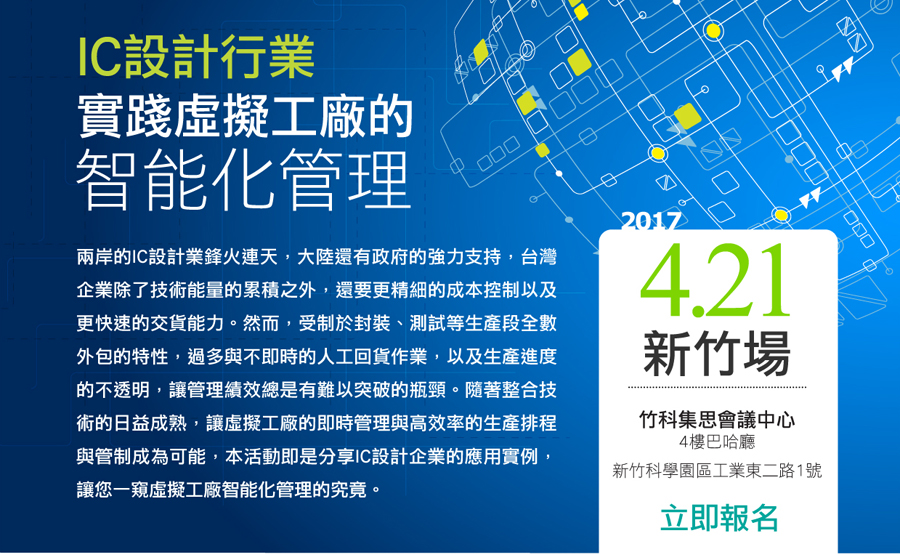 IC設計行業
實踐虛擬工廠的
智能化管理
兩岸的IC設計業鋒火連天，大陸還有政府的強力支持，台灣
企業除了技術能量的累積之外，還要更精細的成本控制以及
更快速的交貨能力。然而，受制於封裝、測試等生產段全數
外包的特性，過多與不即時的人工回貨作業，以及生產進度
的不透明，讓管理績效總是有難以突破的瓶頸。隨著整合技
術的日益成熟，讓虛擬工廠的即時管理與高效率的生產排程
與管制成為可能，本活動即是分享IC設計企業的應用實例，
讓您一窺虛擬工廠智能化管理的究竟。
2017
4.21
新竹場
竹科集思會議中心
4樓巴哈廳
新竹科學園區工業東二路1號
立即報名